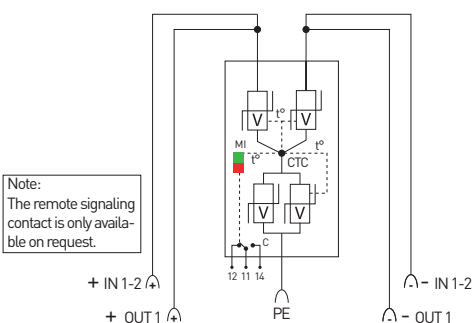 V
V
t°
t°
MI
t°
CTC
Note:
The remote signaling
contact is only availa-
ble on request.
V
V
C
12 11 14
+ IN 1-2
- IN 1-2
+ OUT 1
PE
- OUT 1